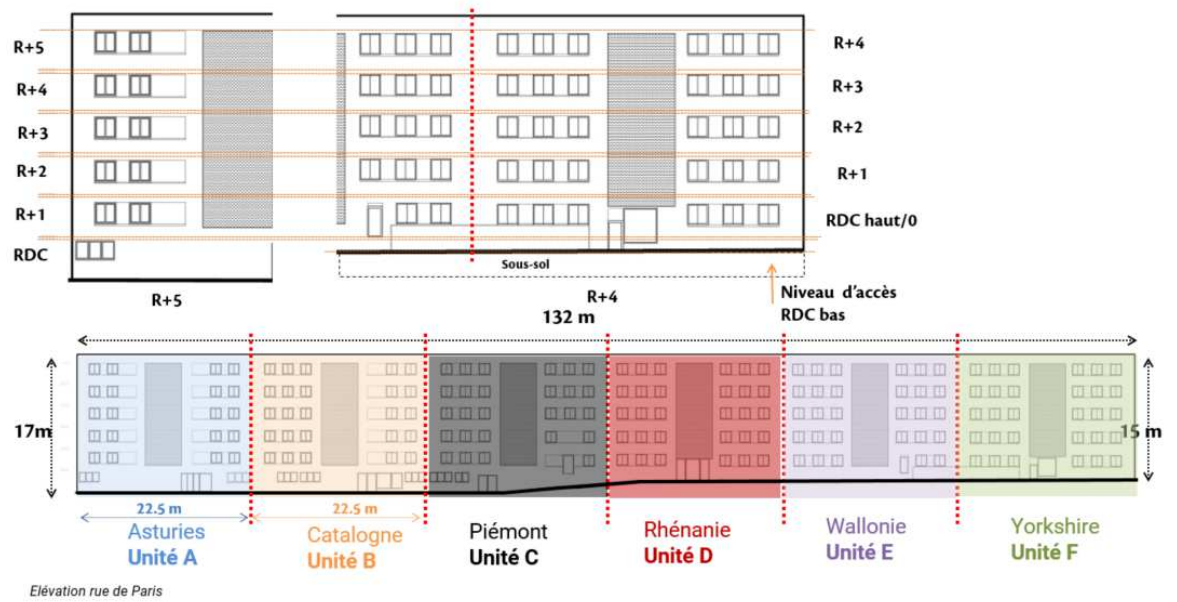 R+5
R+4
R+3
R+2
R+1
RDC
R+5
R+4
R+3
R+2
R+1
RDC haut/0
Sous-sol
R+4
Niveau d'accès
RDC bas
132 m
17m
15 m
22.5 m
22.5 m
Asturies
Unité A
Catalogne
Unité B
Piémont
Unité C
Rhénanie
Unité D
Wallonie
Unité E
Yorkshire
Unité F
Elévation rue de Paris